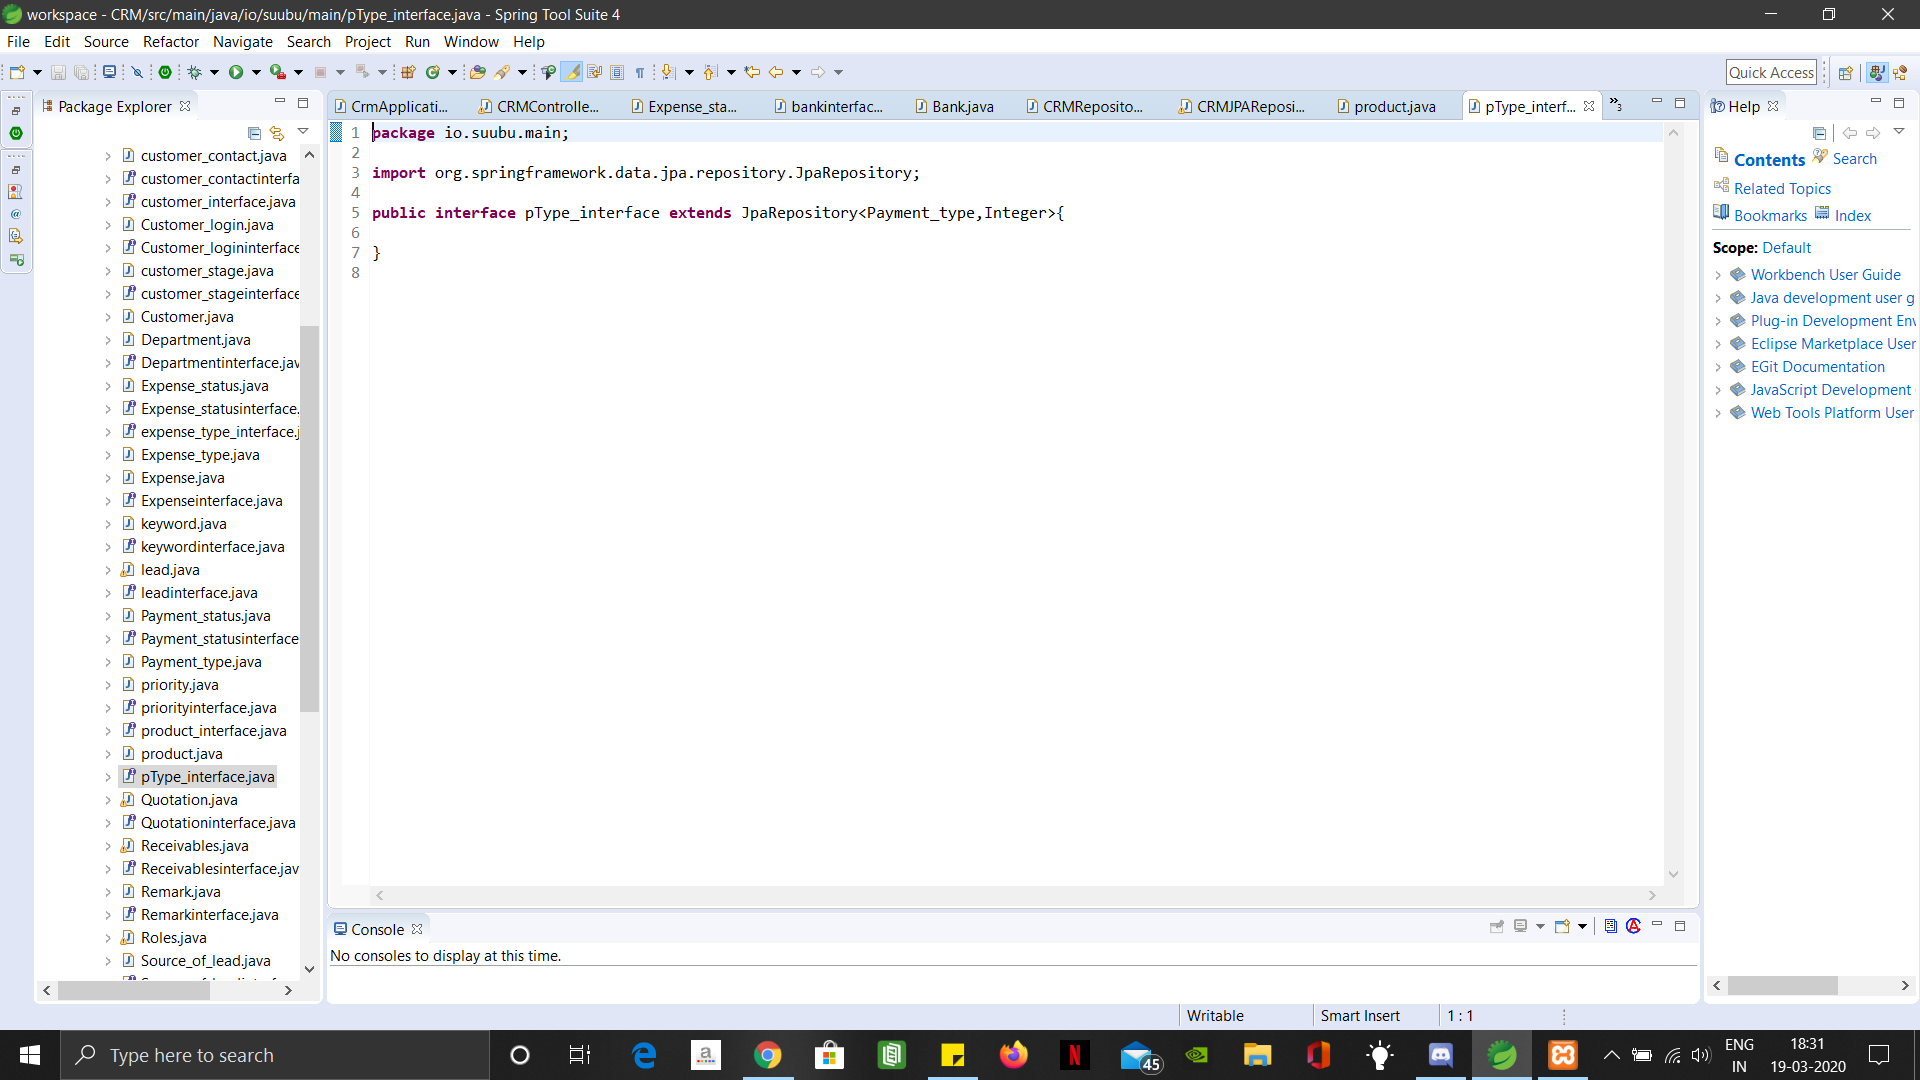 workspace - CRM/src/main/java/io/suubu/main/pType_interface.java - Spring Tool Suite 4
File Edit Source Refactor Navigate Search Project Run Window Help
Quick Access
Package Explorer
customer_contact.java
customer_contactinterfa
customer_interface.java
Customer_login.java
Customer_logininterface
customer_stage.java
customer_stageinterface
Customer.java
Department.java
Departmentinterface.jav
Expense_status.java
Expense_statusinterface.
expense_type_interface.j
Expense_type.java
Expense.java
Expenseinterface.java
keyword.java
keywordinterface.java
lead.java
leadinterface.java
Payment_status.java
Payment_statusinterface
Payment_type.java
priority.java
priorityinterface.java
product_interface.java
product.java
pType_interface.java
Quotation.java
Quotationinterface.java
Receivables.java
Receivablesinterface.jav
Remark.java
Remarkinterface.java
Roles.java
Source_of_lead.java
CrmApplicati... CRMControlle... Expense_sta... bankinterfac... Bank.java CRMReposito... CRMJPAReposi... product.java pType_interf... 3
1 package io.suubu.main;
2
3 import org.springframework.data.jpa.repository.JpaRepository;
4
5 public interface pType_interface extends JpaRepository<Payment_type,Integer>{
6
7 }
8
Console
No consoles to display at this time.
Help
Contents Search
Related Topics
Bookmarks Index
Scope: Default
Workbench User Guide
Java development user g
Plug-in Development Env
Eclipse Marketplace User
EGit Documentation
JavaScript Development
Web Tools Platform User
Writable Smart Insert 1 : 1
Type here to search
45
ENG
IN
18:31
19-03-2020